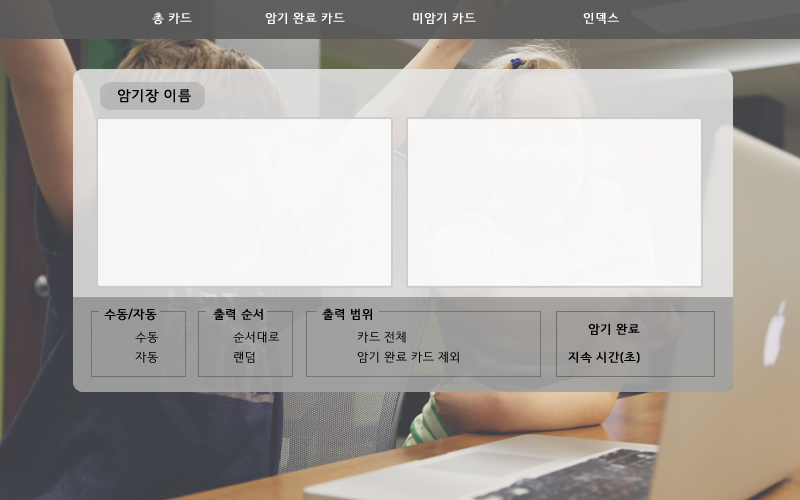 총 카드 암기 완료 카드 미암기 카드 인덱스
암기장 이름
수동/자동 출력 순서 출력 범위
수동 순서대로 카드 전체 암기 완료
자동 랜덤 암기 완료 카드 제외 지속 시간(초)